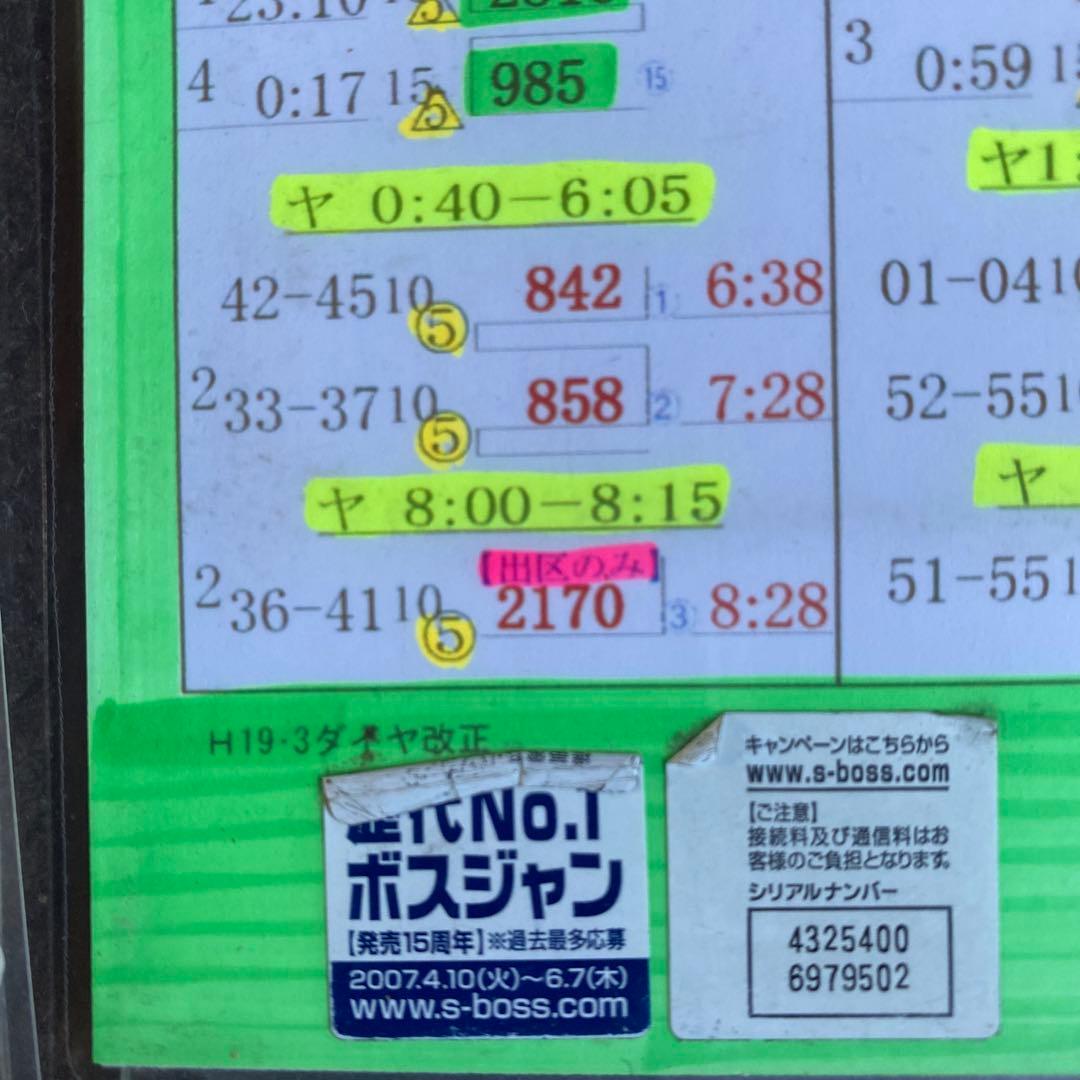 4 0:17 15 5 985 15
ヤ 0:40-6:05
42-45 10 5 842 1 6:38
2 33-37 10 5 858 2 7:28
ヤ 8:00-8:15
【出区のみ】
2 36-41 10 5 2170 3 8:28
3 0:59
ヤ1:
01-04
52-55
ヤ
51-55
H19・3ダイヤ改正
歴代No.1
ボスジャン
【発売15周年】※過去最多応募
2007.4.10(火)~6.7(木)
www.s-boss.com
キャンペーンはこちらから
www.s-boss.com
【ご注意】
接続料及び通信料はお
客様のご負担となります。
シリアルナンバー
4325400
6979502